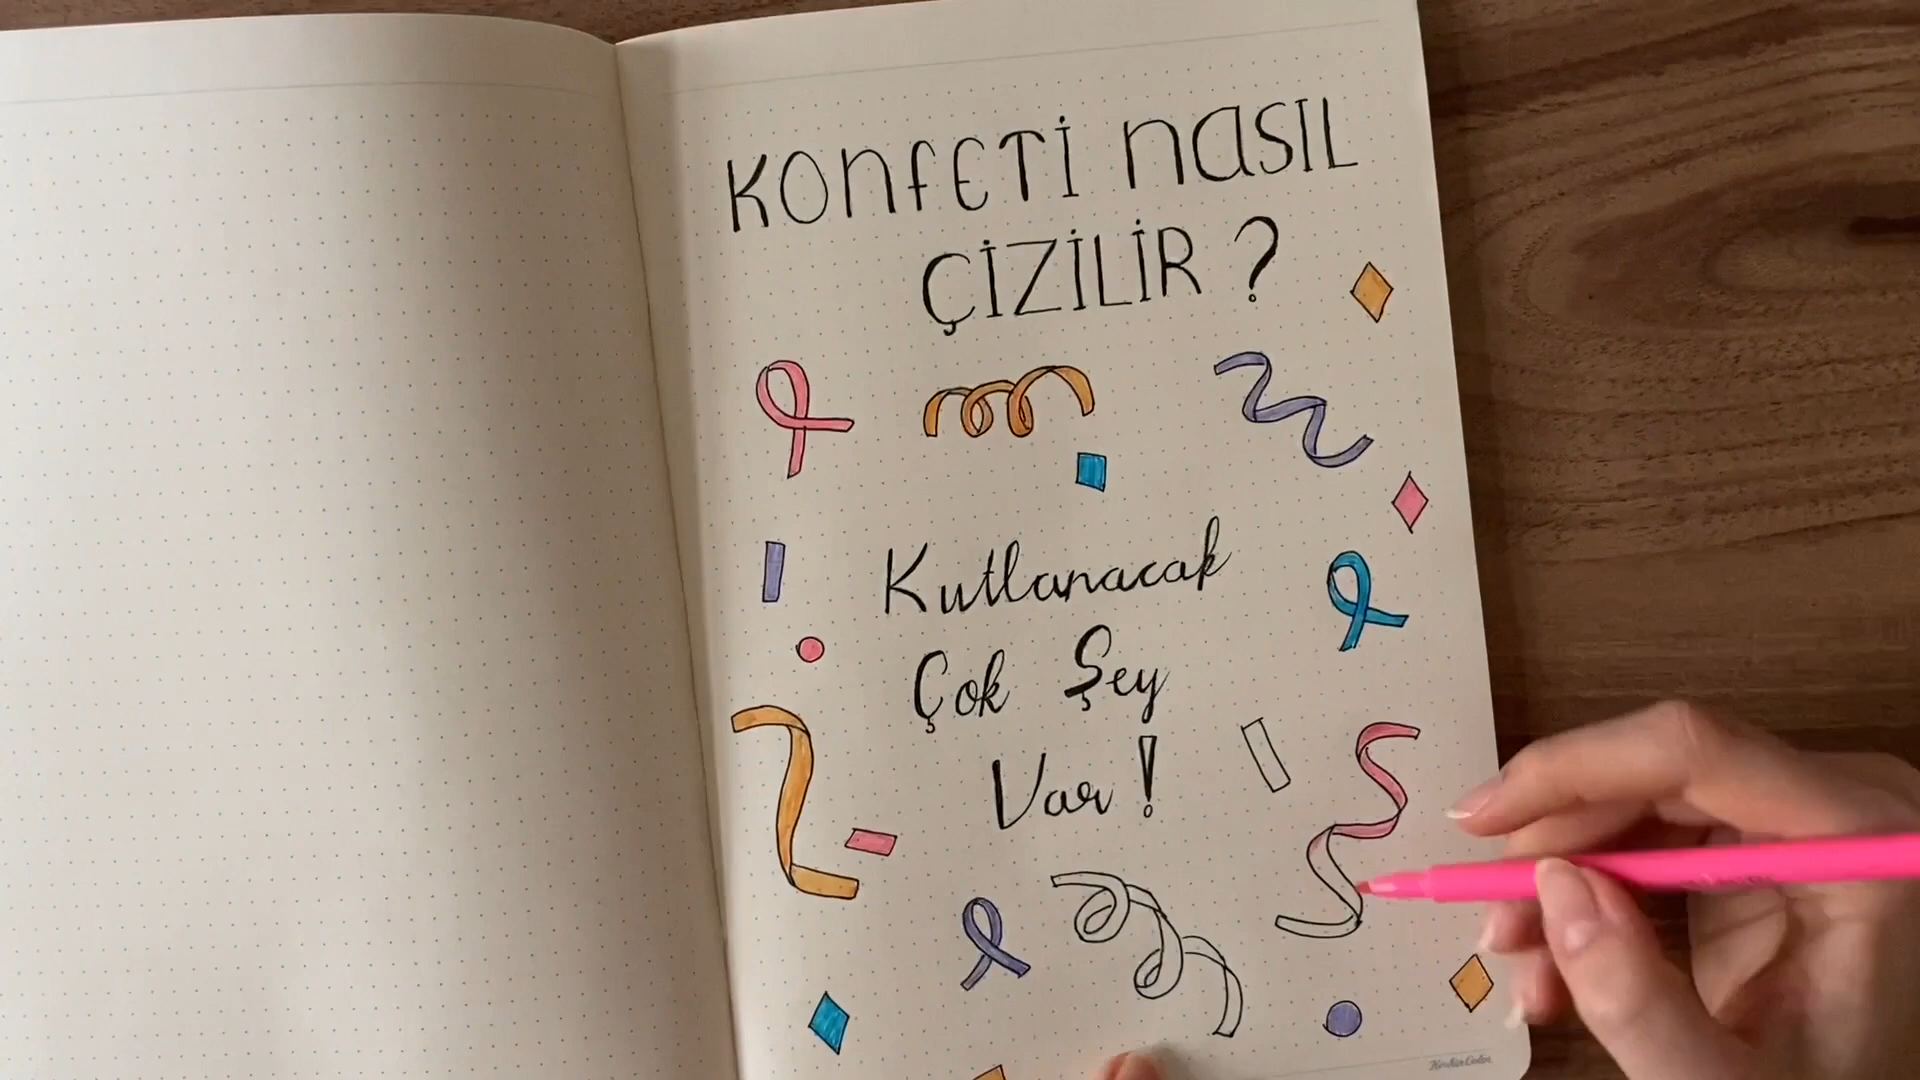 KONFETİ NASIL
ÇİZİLİR ?
Kutlanacak
Çok Şey
Var !